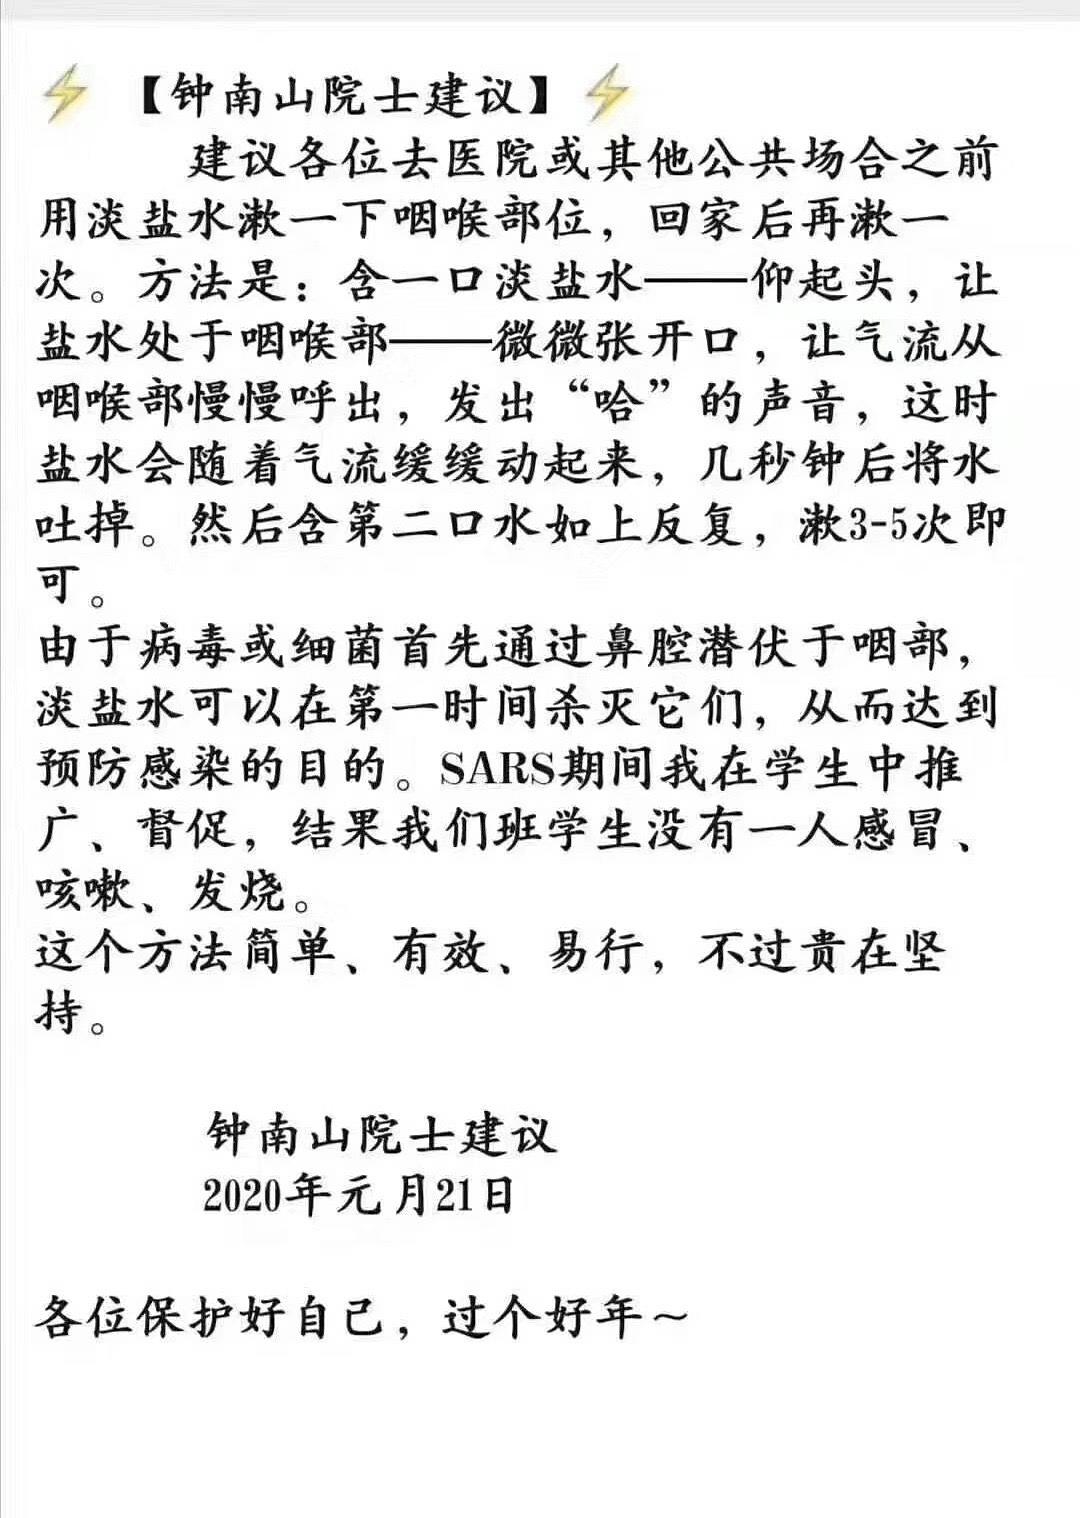 ⚡【钟南山院士建议】⚡
建议各位去医院或其他公共场合之前
用淡盐水漱一下咽喉部位，回家后再漱一
次。方法是：含一口淡盐水——仰起头，让
盐水处于咽喉部——微微张开口，让气流从
咽喉部慢慢呼出，发出“哈”的声音，这时
盐水会随着气流缓缓动起来，几秒钟后将水
吐掉。然后含第二口水如上反复，漱3-5次即
可。
由于病毒或细菌首先通过鼻腔潜伏于咽部，
淡盐水可以在第一时间杀灭它们，从而达到
预防感染的目的。SARS期间我在学生中推
广、督促，结果我们班学生没有一人感冒、
咳嗽、发烧。
这个方法简单、有效、易行，不过贵在坚
持。
钟南山院士建议
2020年元月21日
各位保护好自己，过个好年～